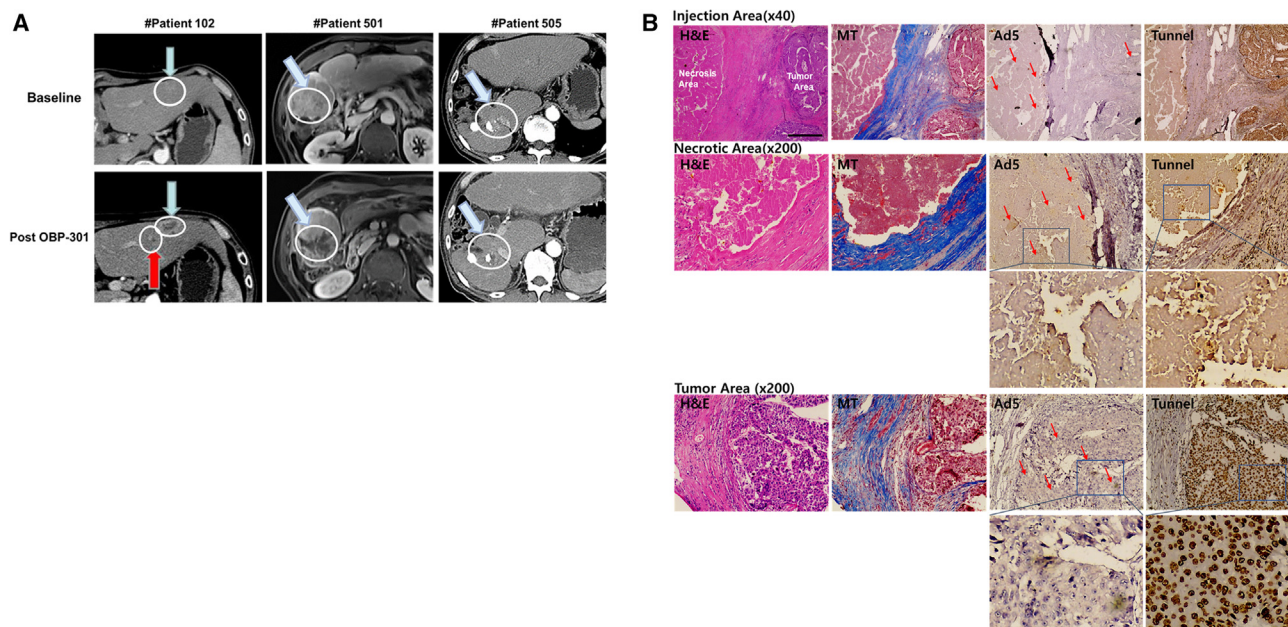 A
#Patient 102
#Patient 501
#Patient 505
Baseline
Post OBP-301
B
Injection Area(x40)
H&E
MT
Ad5
Tunnel
Necrosis
Area
Tumor
Area
Necrotic Area(x200)
H&E
MT
Ad5
Tunnel
Tumor Area (x200)
H&E
MT
Ad5
Tunnel